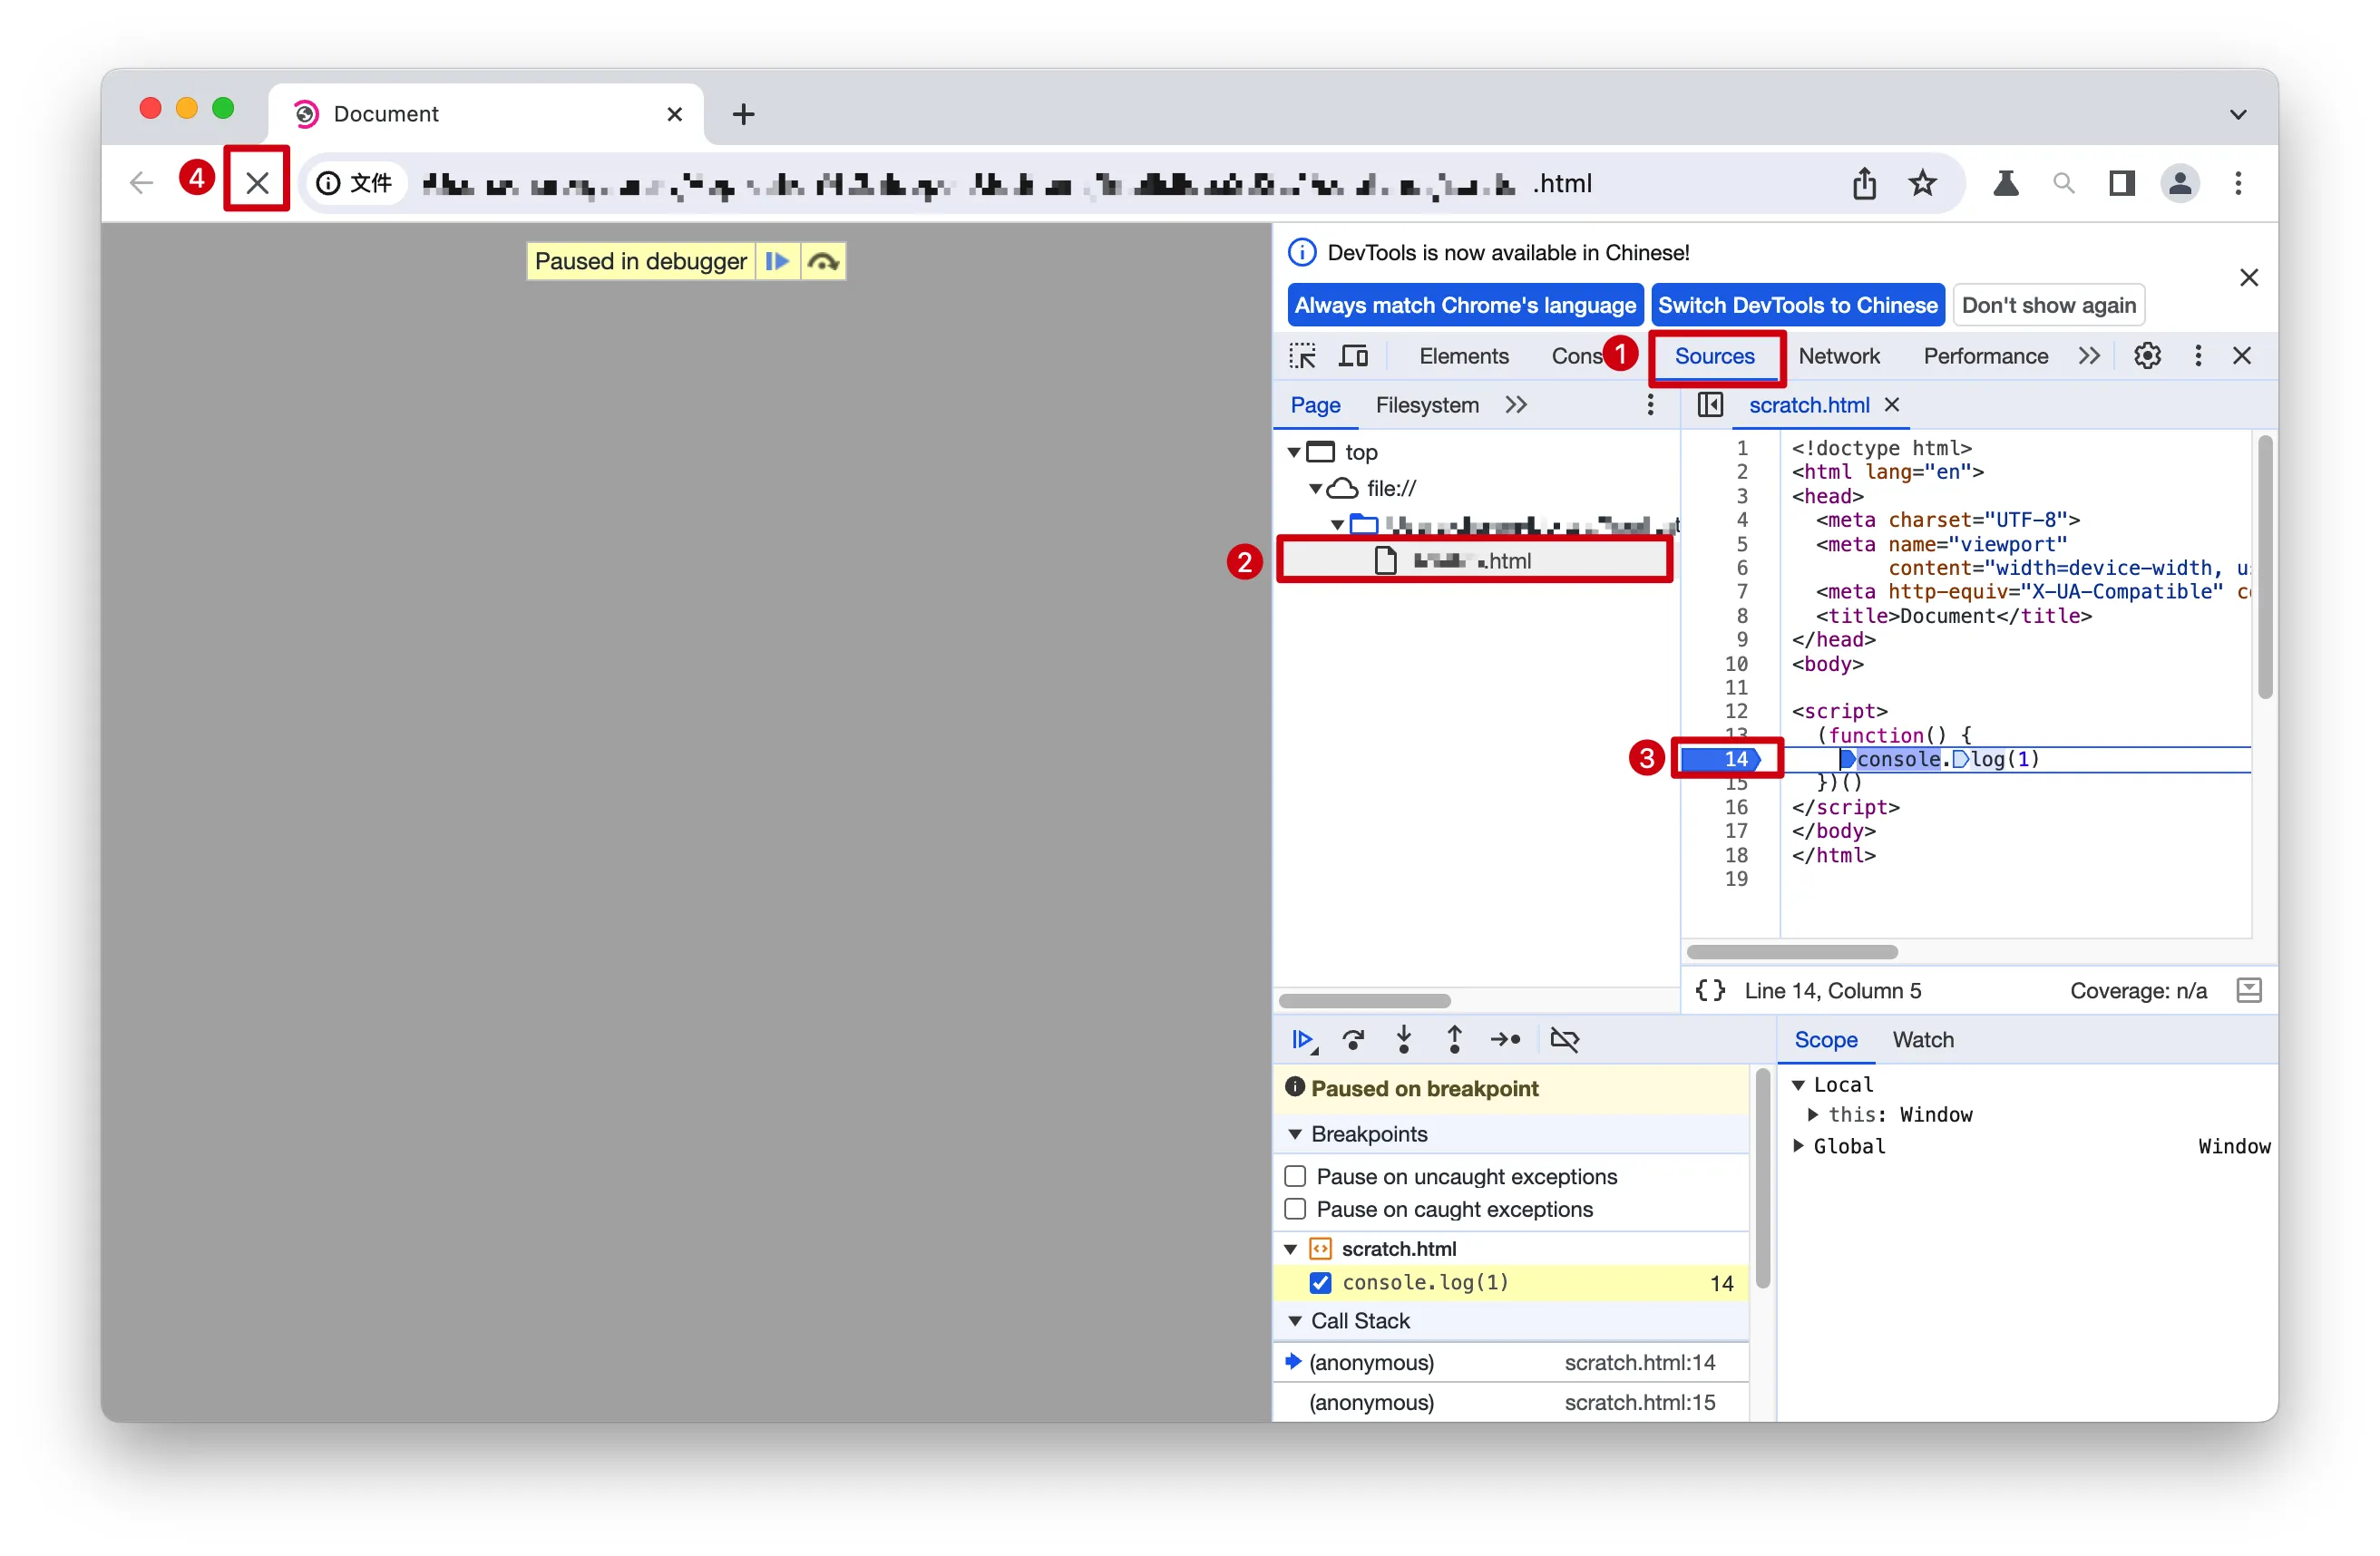 Document
4
文件
.html
Paused in debugger
DevTools is now available in Chinese!
Always match Chrome's language
Switch DevTools to Chinese
Don't show again
Elements
Cons
1
Sources
Network
Performance
Page
Filesystem
scratch.html
top
file://
2
.html
1 <!doctype html>
2 <html lang="en">
3 <head>
4 <meta charset="UTF-8">
5 <meta name="viewport"
6 content="width=device-width, u
7 <meta http-equiv="X-UA-Compatible" c
8 <title>Document</title>
9 </head>
10 <body>
11
12 <script>
13 (function() {
3
14 console.log(1)
15 })()
16 </script>
17 </body>
18 </html>
19
{} Line 14, Column 5
Coverage: n/a
Paused on breakpoint
Breakpoints
Pause on uncaught exceptions
Pause on caught exceptions
scratch.html
console.log(1) 14
Call Stack
(anonymous) scratch.html:14
(anonymous) scratch.html:15
Scope
Watch
Local
this: Window
Global Window